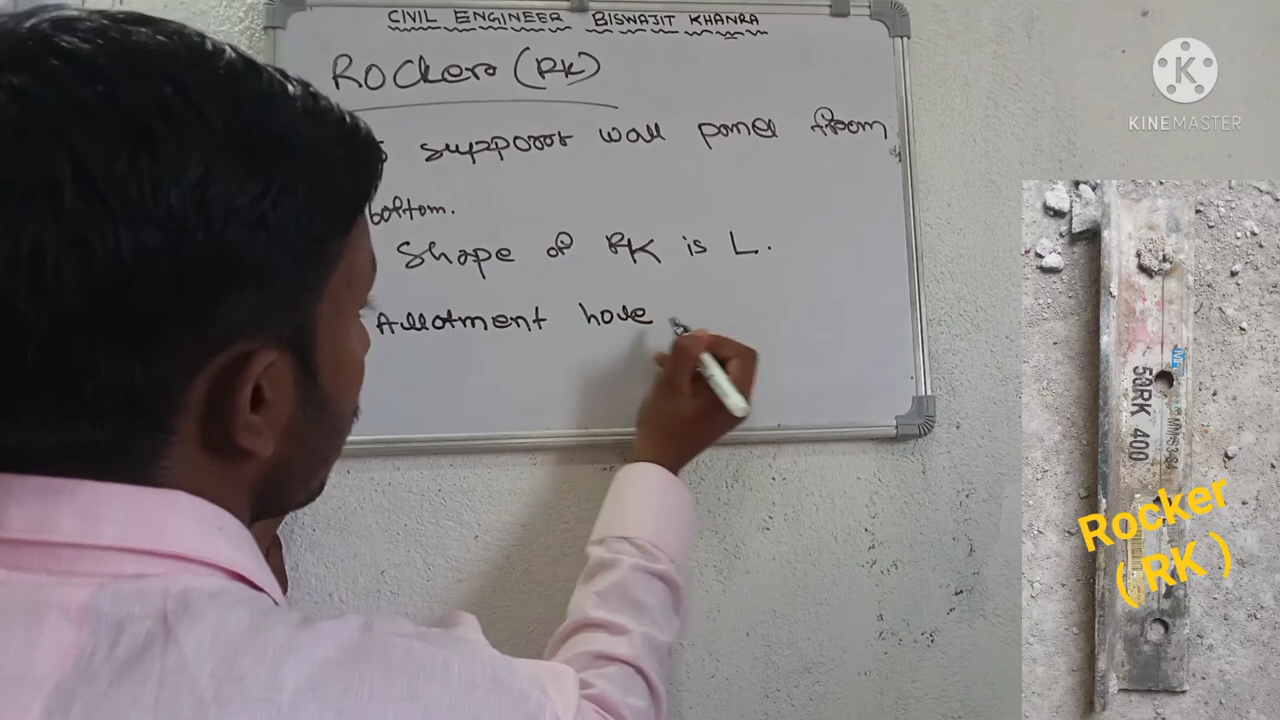 CIVIL ENGINEER BISWAJIT KHANRA
Rocker (RK)
support wall panel from
bottom.
Shape of RK is L.
Allotment hole
K
KINEMASTER
50RK 400
Rocker
(RK)